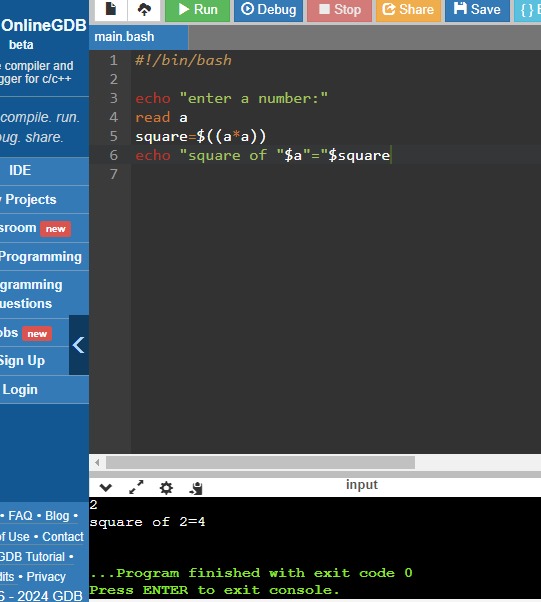 OnlineGDB
beta
compiler and
gger for c/c++
compile. run.
ug. share.
IDE
Projects
sroom new
Programming
gramming
uestions
obs new
Sign Up
Login
• FAQ • Blog •
of Use • Contact
GDB Tutorial •
dits • Privacy
6 - 2024 GDB
Run Debug Stop Share Save { }
main.bash
1 #!/bin/bash
2
3 echo "enter a number:"
4 read a
5 square=$((a*a))
6 echo "square of "$a"="$square
7
input
2
square of 2=4
...Program finished with exit code 0
Press ENTER to exit console.